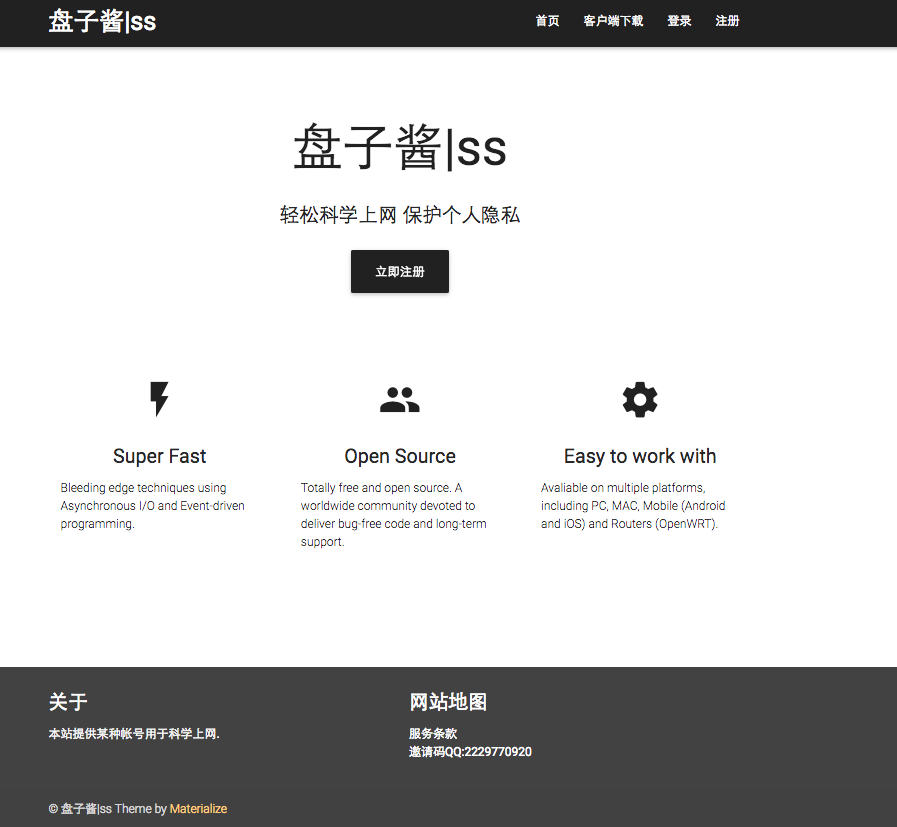 盘子酱|ss
首页 客户端下载 登录 注册
盘子酱|ss
轻松科学上网 保护个人隐私
立即注册
Super Fast
Bleeding edge techniques using
Asynchronous I/O and Event-driven
programming.
Open Source
Totally free and open source. A
worldwide community devoted to
deliver bug-free code and long-term
support.
Easy to work with
Avaliable on multiple platforms,
including PC, MAC, Mobile (Android
and iOS) and Routers (OpenWRT).
关于
本站提供某种帐号用于科学上网.
网站地图
服务条款
邀请码QQ:2229770920
© 盘子酱|ss Theme by Materialize